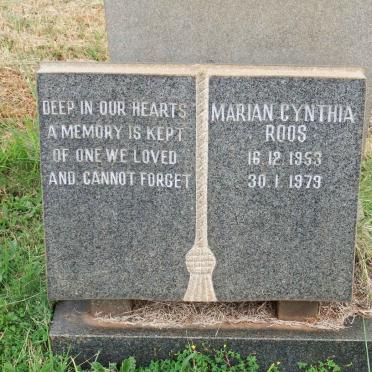 DEEP IN OUR HEARTS
A MEMORY IS KEPT
OF ONE WE LOVED
AND CANNOT FORGET
MARIAN CYNTHIA
ROOS
16.12.1953
30.1.1979